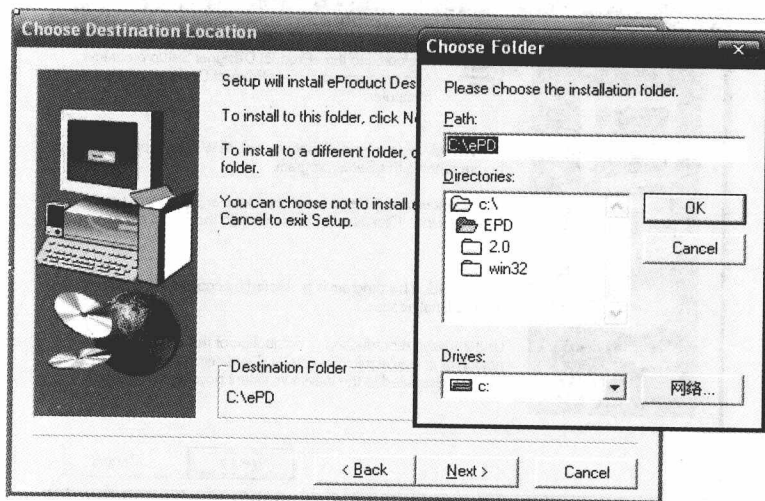 Choose Destination Location
Setup will install eProduct Des
To install to this folder, click N
To install to a different folder, c
folder.
You can choose not to install e
Cancel to exit Setup.
Destination Folder
C:\ePD
< Back
Next >
Cancel
Choose Folder
Please choose the installation folder.
Path:
C:\ePD
Directories:
c:\
EPD
2.0
win32
OK
Cancel
Drives:
c:
网络...